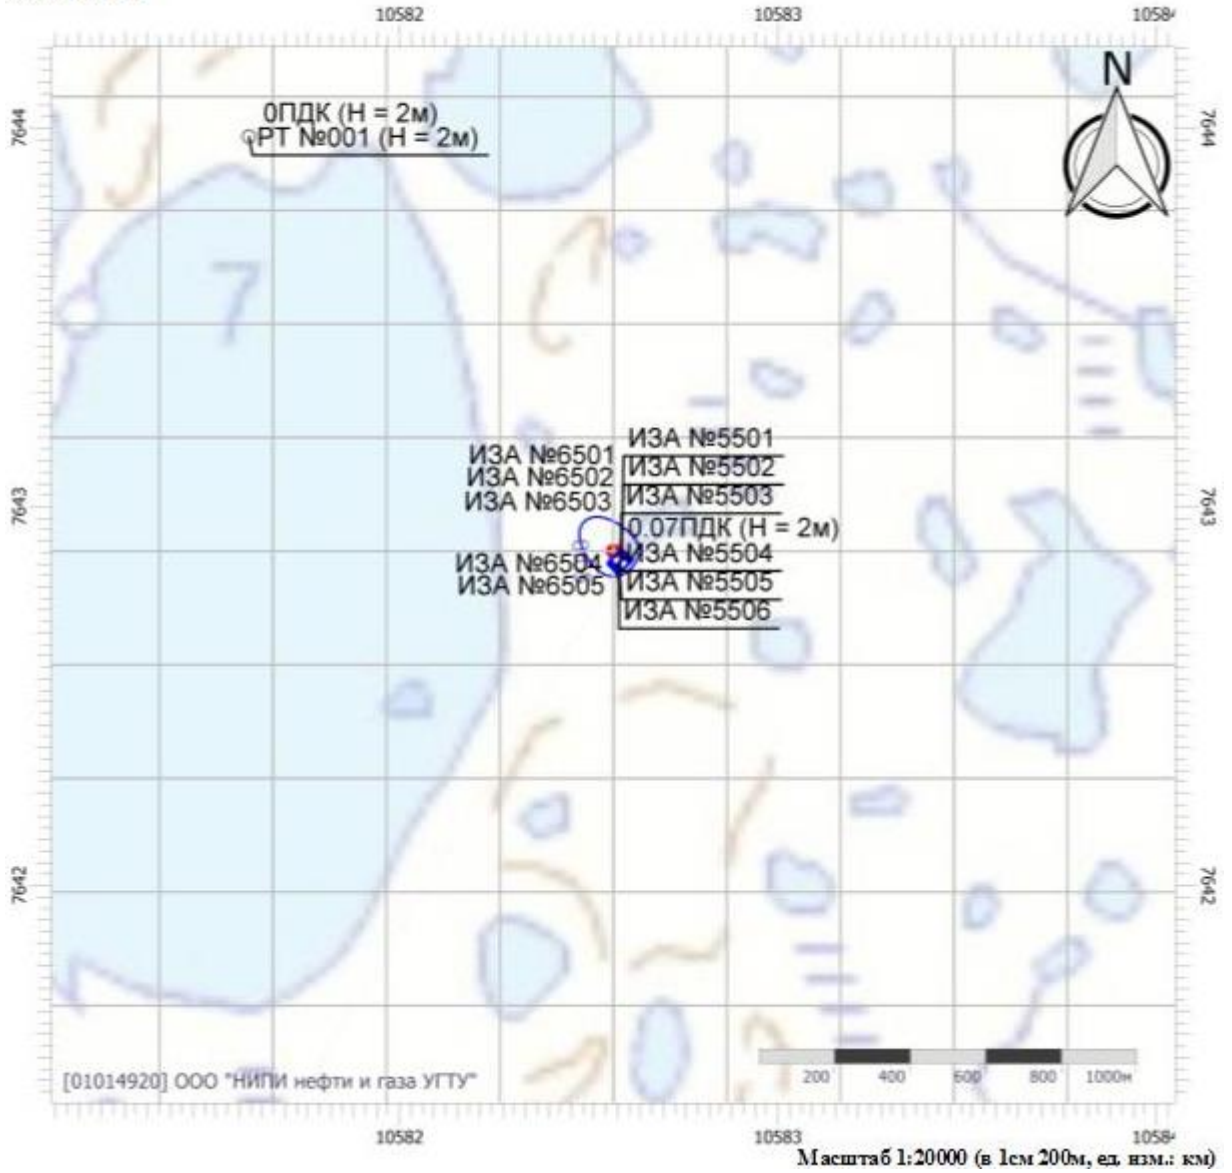 10582 10583 1058
7644 7644
0ПДК (Н = 2м)
РТ №001 (Н = 2м)
N
7
ИЗА №6501
ИЗА №6502
ИЗА №6503
ИЗА №5501
ИЗА №5502
ИЗА №5503
7643 7643
0.07ПДК (Н = 2м)
ИЗА №6504
ИЗА №6505
ИЗА №5504
ИЗА №5505
ИЗА №5506
7642 7642
[01014920] ООО "НИПИ нефти и газа УГТУ"
200 400 600 800 1000м
10582 10583 1058
Масштаб 1:20000 (в 1см 200м, ед. изм.: км)